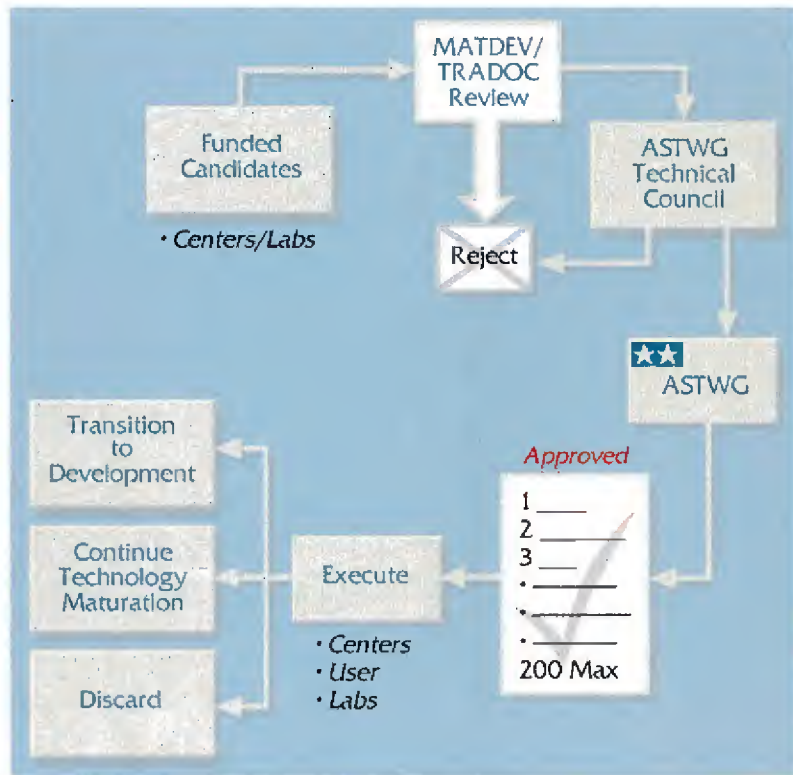 MATDEV/
TRADOC
Review
Funded
Candidates
• Centers/Labs
ASTWG
Technical
Council
Reject
ASTWG
Approved
1
2
3
•
•
•
200 Max
Execute
• Centers
• User
• Labs
Transition
to
Development
Continue
Technology
Maturation
Discard